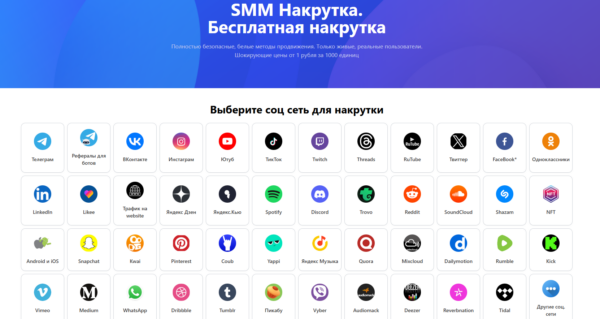 SMM Накрутка.
Бесплатная накрутка
Полностью безопасные, белые методы продвижения. Только живые, реальные пользователи.
Шокирующие цены от 1 рубля за 1000 единиц
Выберите соц сеть для накрутки
Телеграм
Рефералы для
ботов
ВКонтакте
Инстаграм
Ютуб
ТикТок
Twitch
Threads
RuTube
Твиттер
FaceBook*
Одноклассники
LinkedIn
Likee
Трафик на
website
Яндекс Дзен
Яндекс.Кью
Spotify
Discord
Trovo
Reddit
SoundCloud
Shazam
NFT
Android и iOS
Snapchat
Kwai
Pinterest
Coub
Yappi
Яндекс Музыка
Quora
Mixcloud
Dailymotion
Rumble
Kick
Vimeo
Medium
WhatsApp
Dribbble
Tumblr
Пикабу
Vyber
Audiomack
Deezer
Reverbnation
Tidal
Другие соц.
сети